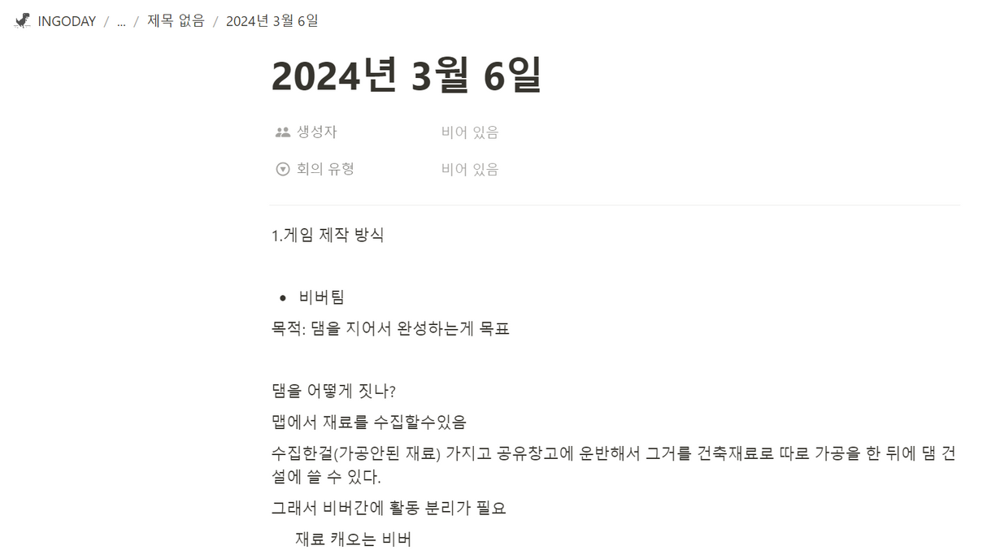 INGODAY / ... / 제목 없음 / 2024년 3월 6일
2024년 3월 6일
생성자 비어 있음
회의 유형 비어 있음
1.게임 제작 방식
• 비버팀
목적: 댐을 지어서 완성하는게 목표
댐을 어떻게 짓나?
맵에서 재료를 수집할수있음
수집한걸(가공안된 재료) 가지고 공유창고에 운반해서 그거를 건축재료로 따로 가공을 한 뒤에 댐 건
설에 쓸 수 있다.
그래서 비버간에 활동 분리가 필요
재료 캐오는 비버